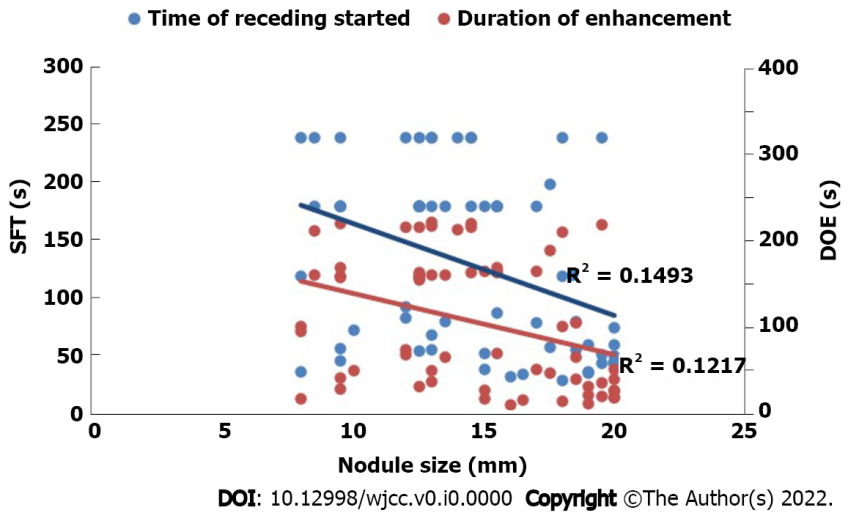 Time of receding started Duration of enhancement
300
250
200
150
100
50
0
SFT (s)
400
300
200
100
0
DOE (s)
R² = 0.1493
R² = 0.1217
0 5 10 15 20 25
Nodule size (mm)
DOI: 10.12998/wjcc.v0.i0.0000 Copyright ©The Author(s) 2022.